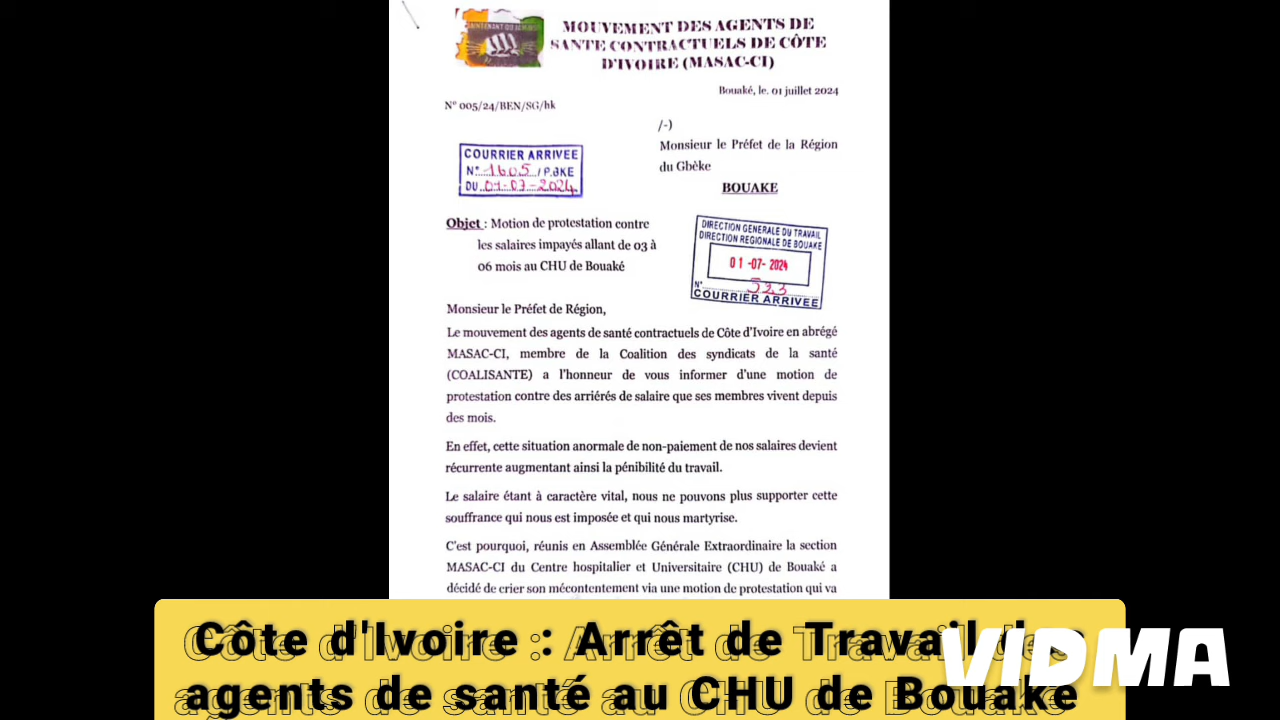 MOUVEMENT DES AGENTS DE
SANTE CONTRACTUELS DE CÔTE
D'IVOIRE (MASAC-CI)
Bouaké, le. 01 juillet 2024
N° 005/24/BEN/SG/hk
/-)
Monsieur le Préfet de la Région
du Gbèke
BOUAKE
COURRIER ARRIVEE
N° 1605 /P.BKE
DU 01-07-2024
Objet : Motion de protestation contre
les salaires impayés allant de 03 à
06 mois au CHU de Bouaké
DIRECTION GENERALE DU TRAVAIL
DIRECTION REGIONALE DE BOUAKE
01-07-2024
N° 523
COURRIER ARRIVEE
Monsieur le Préfet de Région,
Le mouvement des agents de santé contractuels de Côte d'Ivoire en abrégé
MASAC-CI, membre de la Coalition des syndicats de la santé
(COALISANTE) a l'honneur de vous informer d'une motion de
protestation contre des arriérés de salaire que ses membres vivent depuis
des mois.
En effet, cette situation anormale de non-paiement de nos salaires devient
récurrente augmentant ainsi la pénibilité du travail.
Le salaire étant à caractère vital, nous ne pouvons plus supporter cette
souffrance qui nous est imposée et qui nous martyrise.
C'est pourquoi, réunis en Assemblée Générale Extraordinaire la section
MASAC-CI du Centre hospitalier et Universitaire (CHU) de Bouaké a
décidé de crier son mécontentement via une motion de protestation qui va
Côte d'Ivoire : Arrêt de Travail des
agents de santé au CHU de Bouaké
VIDMA